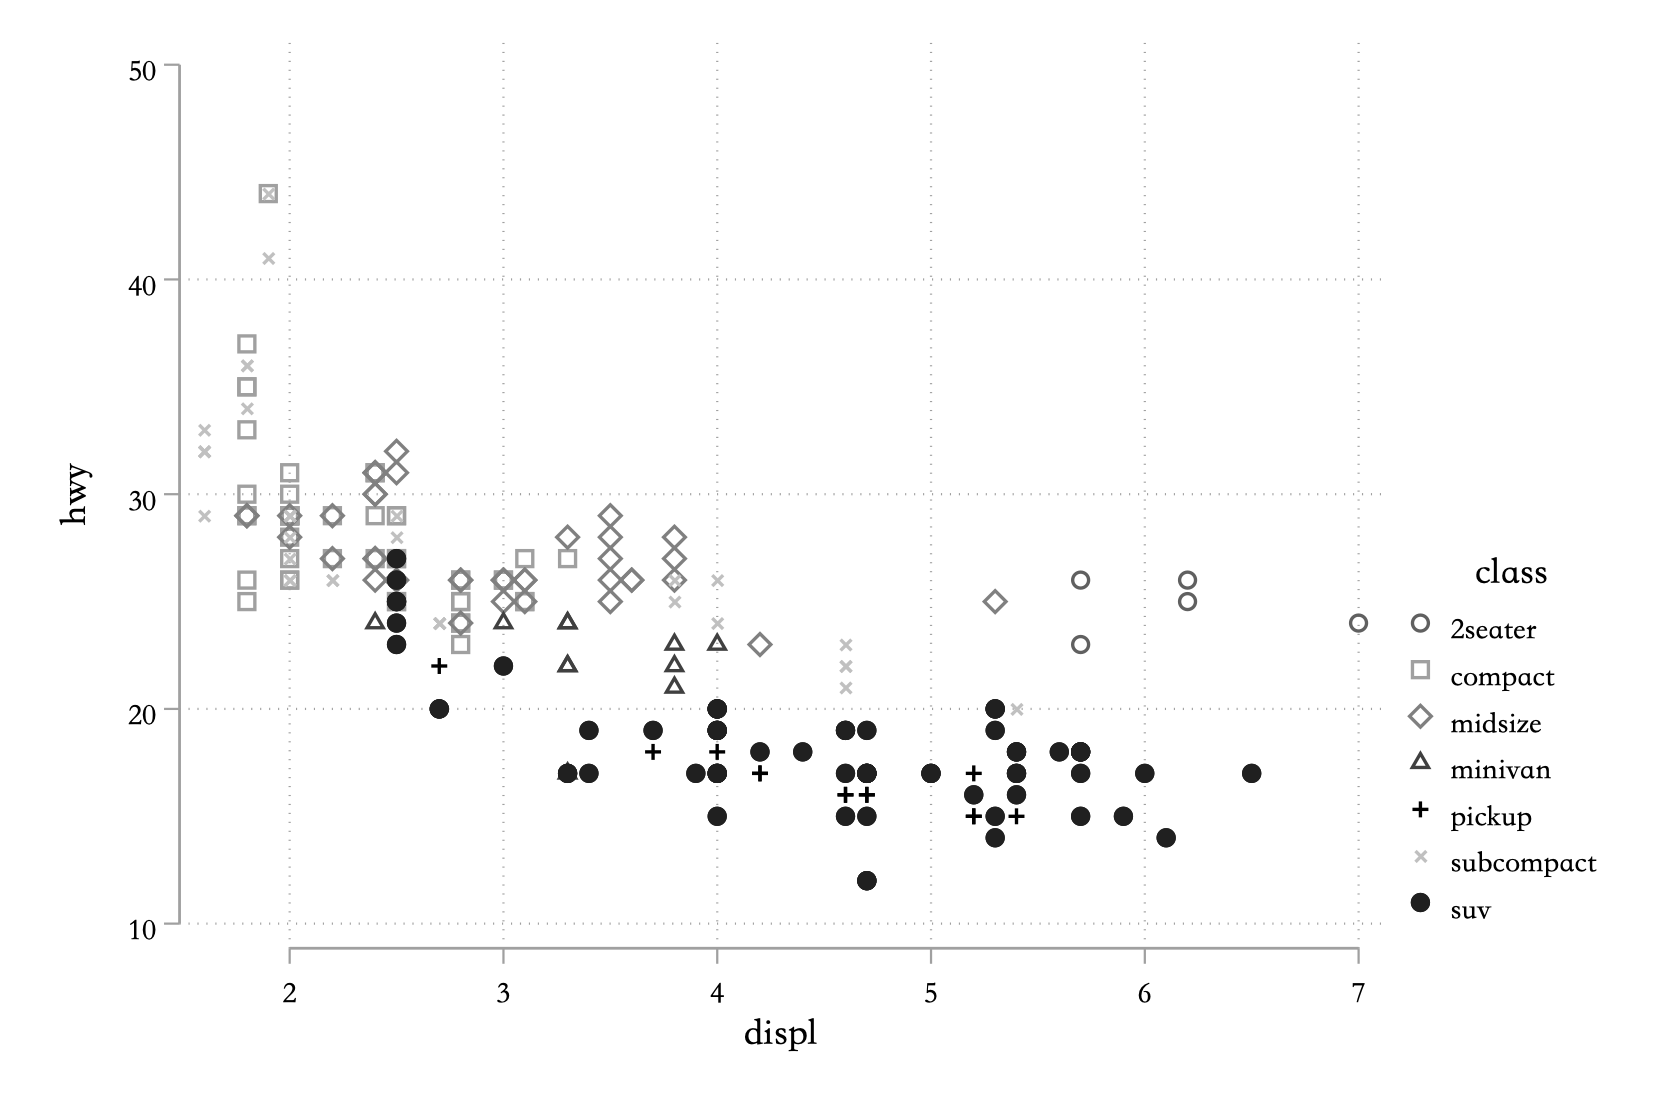 50
40
30
20
10
hwy
2 3 4 5 6 7
displ
class
2seater
compact
midsize
minivan
pickup
subcompact
suv